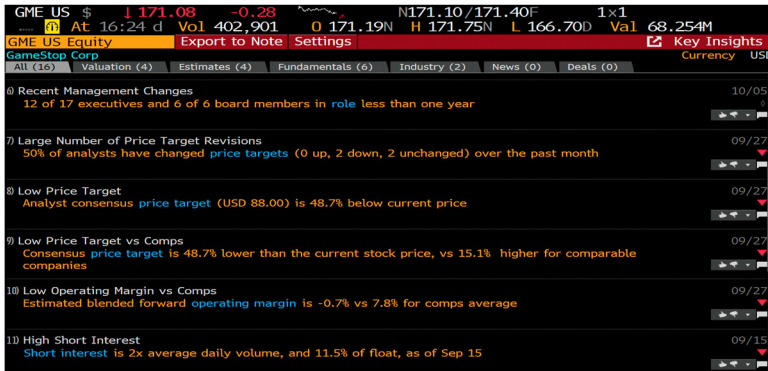 GME US $ ↓ 171.08 -0.28 N171.10/171.40F 1x1
At 16:24 d Vol 402,901 O 171.19N H 171.75N L 166.70D Val 68.254M
GME US Equity Export to Note Settings Key Insights
GameStop Corp Currency USD
All (16) Valuation (4) Estimates (4) Fundamentals (6) Industry (2) News (0) Deals (0)
6) Recent Management Changes 10/05
12 of 17 executives and 6 of 6 board members in role less than one year
7) Large Number of Price Target Revisions 09/27
50% of analysts have changed price targets (0 up, 2 down, 2 unchanged) over the past month
8) Low Price Target 09/27
Analyst consensus price target (USD 88.00) is 48.7% below current price
9) Low Price Target vs Comps 09/27
Consensus price target is 48.7% lower than the current stock price, vs 15.1% higher for comparable
companies
10) Low Operating Margin vs Comps 09/27
Estimated blended forward operating margin is -0.7% vs 7.8% for comps average
11) High Short Interest 09/15
Short interest is 2x average daily volume, and 11.5% of float, as of Sep 15